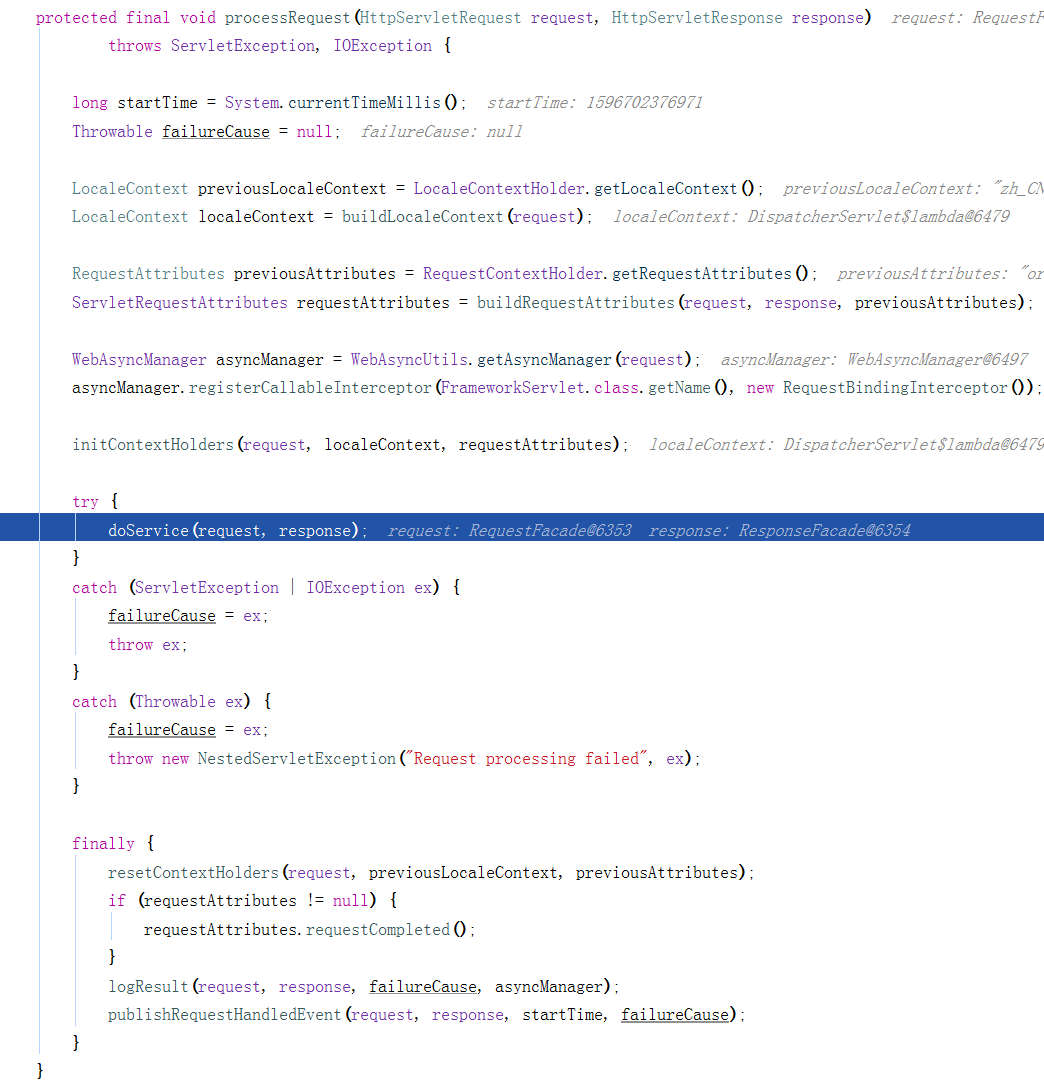 protected final void processRequest(HttpServletRequest request, HttpServletResponse response)  request: RequestF
        throws ServletException, IOException {

    long startTime = System.currentTimeMillis();  startTime: 1596702376971
    Throwable failureCause = null;  failureCause: null

    LocaleContext previousLocaleContext = LocaleContextHolder.getLocaleContext();  previousLocaleContext: "zh_CN
    LocaleContext localeContext = buildLocaleContext(request);  localeContext: DispatcherServlet$lambda@6479

    RequestAttributes previousAttributes = RequestContextHolder.getRequestAttributes();  previousAttributes: "or
    ServletRequestAttributes requestAttributes = buildRequestAttributes(request, response, previousAttributes);

    WebAsyncManager asyncManager = WebAsyncUtils.getAsyncManager(request);  asyncManager: WebAsyncManager@6497
    asyncManager.registerCallableInterceptor(FrameworkServlet.class.getName(), new RequestBindingInterceptor());

    initContextHolders(request, localeContext, requestAttributes);  localeContext: DispatcherServlet$lambda@6479

    try {
        doService(request, response);  request: RequestFacade@6353  response: ResponseFacade@6354
    }
    catch (ServletException | IOException ex) {
        failureCause = ex;
        throw ex;
    }
    catch (Throwable ex) {
        failureCause = ex;
        throw new NestedServletException("Request processing failed", ex);
    }

    finally {
        resetContextHolders(request, previousLocaleContext, previousAttributes);
        if (requestAttributes != null) {
            requestAttributes.requestCompleted();
        }
        logResult(request, response, failureCause, asyncManager);
        publishRequestHandledEvent(request, response, startTime, failureCause);
    }
}